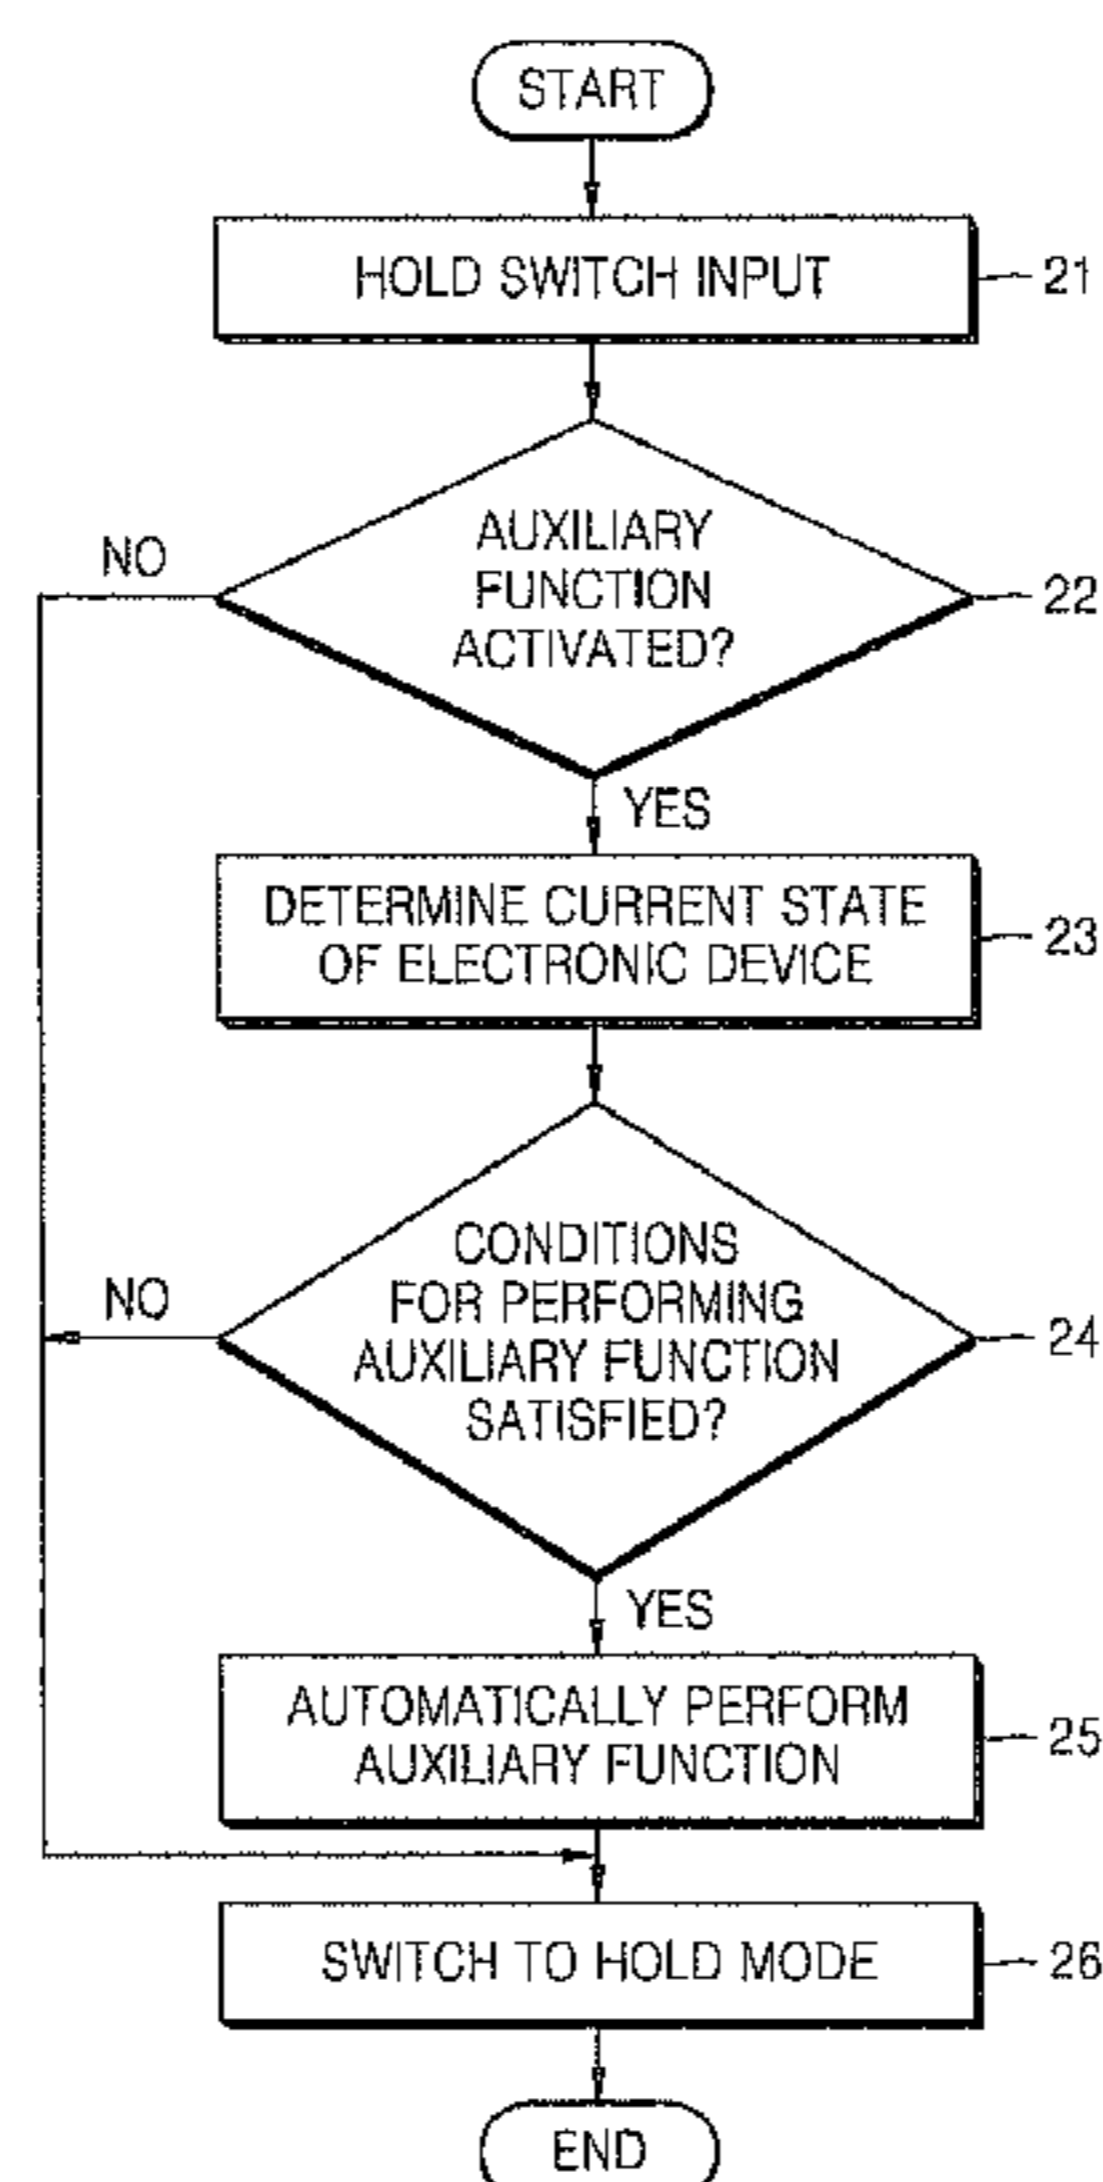 START
HOLD SWITCH INPUT
21
AUXILIARY
FUNCTION
ACTIVATED?
22
NO
YES
DETERMINE CURRENT STATE
OF ELECTRONIC DEVICE
23
CONDITIONS
FOR PERFORMING
AUXILIARY FUNCTION
SATISFIED?
24
NO
YES
AUTOMATICALLY PERFORM
AUXILIARY FUNCTION
25
SWITCH TO HOLD MODE
26
END